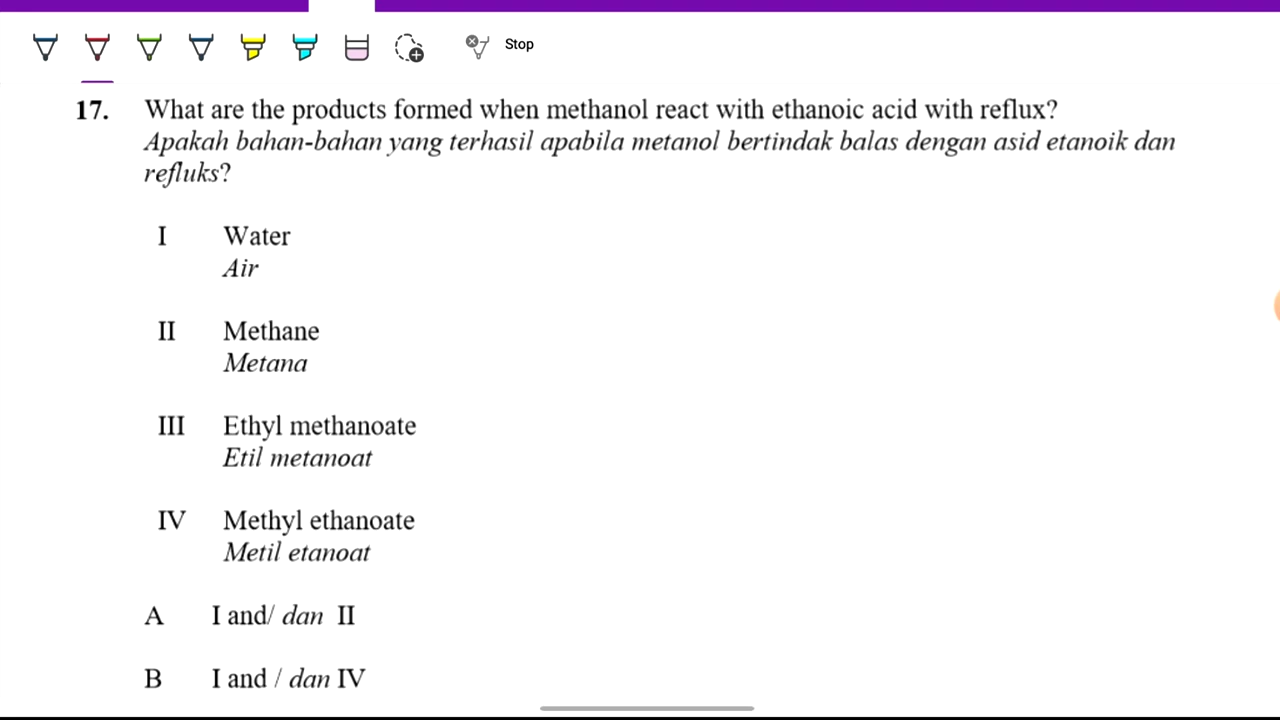 Stop
17. What are the products formed when methanol react with ethanoic acid with reflux?
Apakah bahan-bahan yang terhasil apabila metanol bertindak balas dengan asid etanoik dan
refluks?
I Water
Air
II Methane
Metana
III Ethyl methanoate
Etil metanoat
IV Methyl ethanoate
Metil etanoat
A I and/ dan II
B I and / dan IV